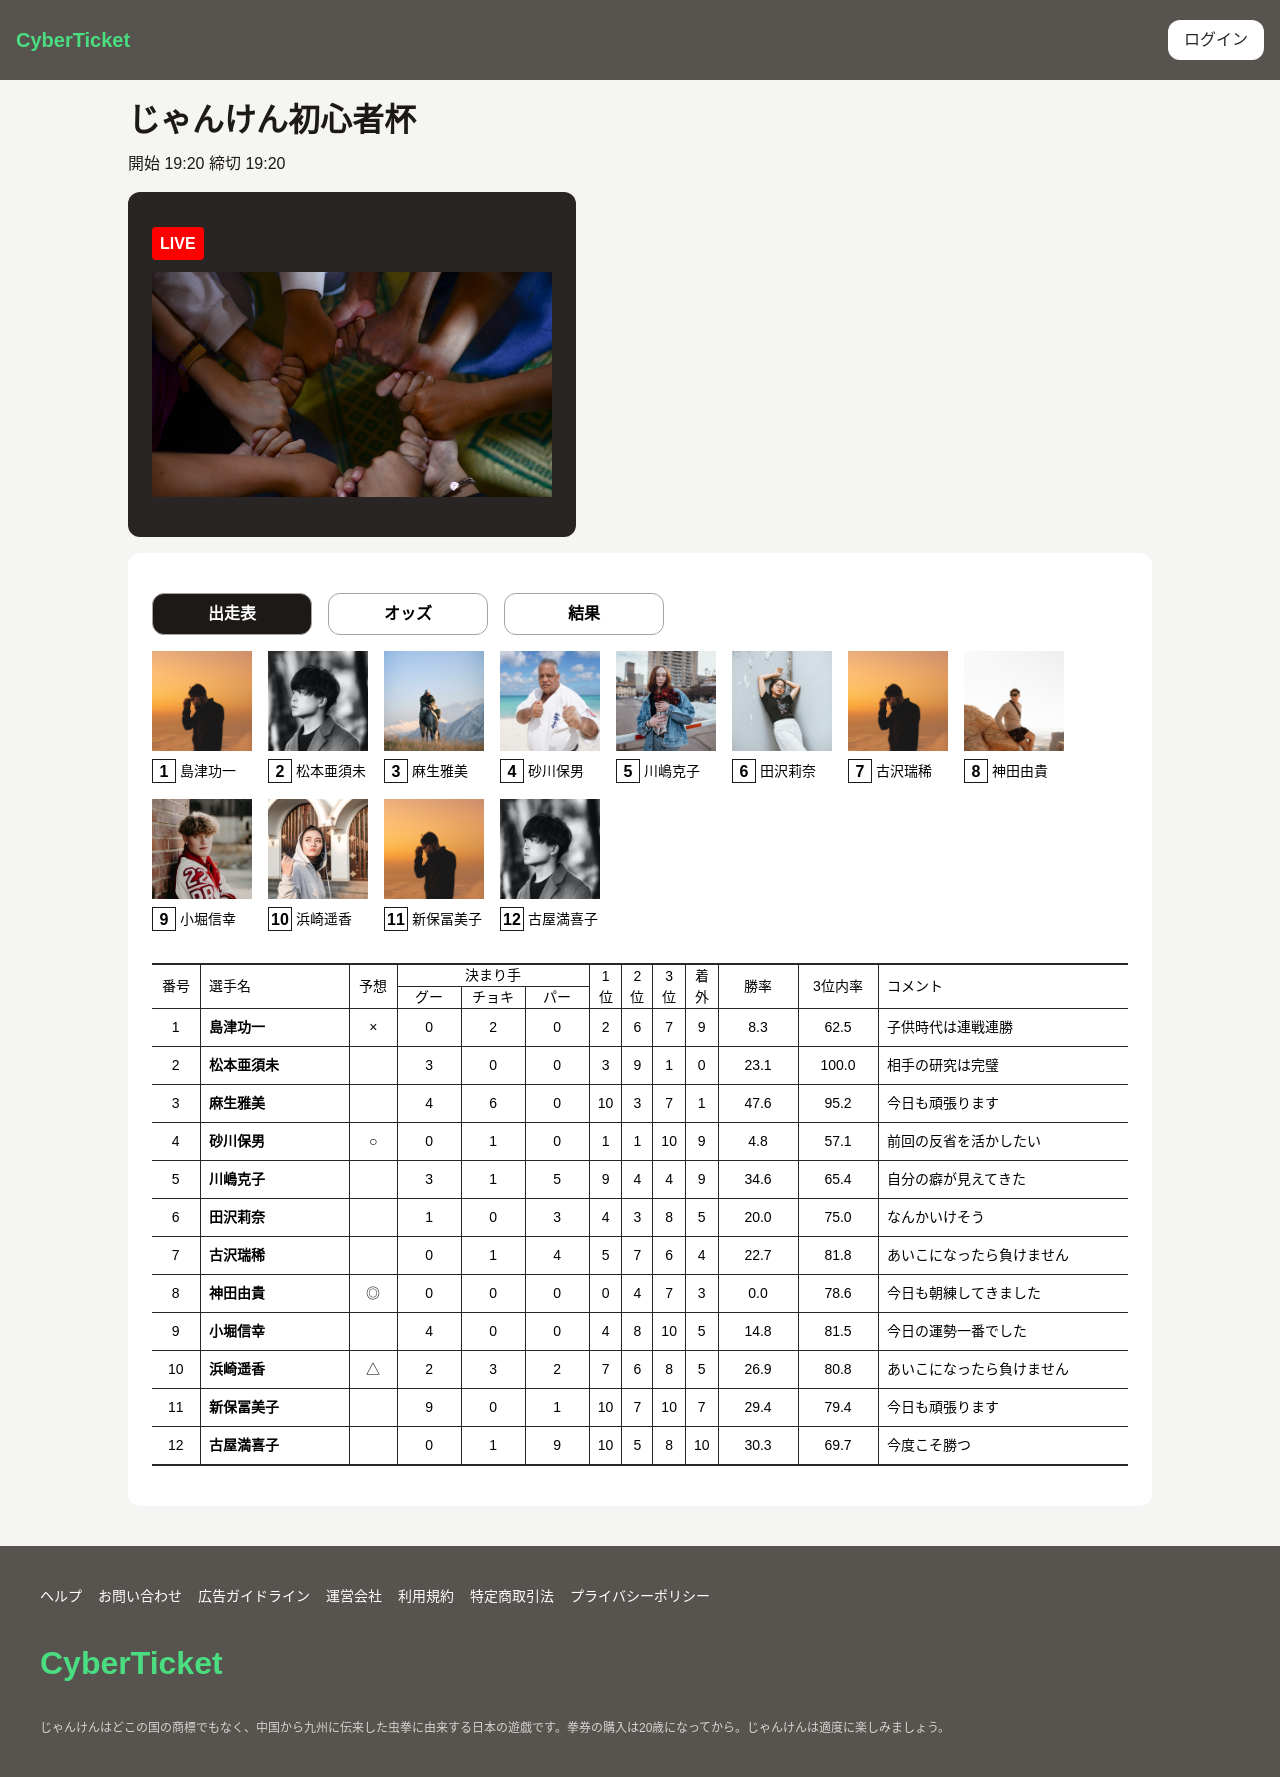 CyberTicket
ログイン
じゃんけん初心者杯
開始 19:20 締切 19:20
LIVE
出走表 オッズ 結果
1 島津功一 2 松本亜須未 3 麻生雅美 4 砂川保男 5 川嶋克子 6 田沢莉奈 7 古沢瑞稀 8 神田由貴
9 小堀信幸 10 浜崎遥香 11 新保冨美子 12 古屋満喜子
番号 選手名 予想 決まり手 1位 2位 3位 着外 勝率 3位内率 コメント
グー チョキ パー
1 島津功一 × 0 2 0 2 6 7 9 8.3 62.5 子供時代は連戦連勝
2 松本亜須未 3 0 0 3 9 1 0 23.1 100.0 相手の研究は完璧
3 麻生雅美 4 6 0 10 3 7 1 47.6 95.2 今日も頑張ります
4 砂川保男 ○ 0 1 0 1 1 10 9 4.8 57.1 前回の反省を活かしたい
5 川嶋克子 3 1 5 9 4 4 9 34.6 65.4 自分の癖が見えてきた
6 田沢莉奈 1 0 3 4 3 8 5 20.0 75.0 なんかいけそう
7 古沢瑞稀 0 1 4 5 7 6 4 22.7 81.8 あいこになったら負けません
8 神田由貴 ◎ 0 0 0 0 4 7 3 0.0 78.6 今日も朝練してきました
9 小堀信幸 4 0 0 4 8 10 5 14.8 81.5 今日の運勢一番でした
10 浜崎遥香 △ 2 3 2 7 6 8 5 26.9 80.8 あいこになったら負けません
11 新保冨美子 9 0 1 10 7 10 7 29.4 79.4 今日も頑張ります
12 古屋満喜子 0 1 9 10 5 8 10 30.3 69.7 今度こそ勝つ
ヘルプ お問い合わせ 広告ガイドライン 運営会社 利用規約 特定商取引法 プライバシーポリシー
CyberTicket
じゃんけんはどこの国の商標でもなく、中国から九州に伝来した虫拳に由来する日本の遊戯です。拳券の購入は20歳になってから。じゃんけんは適度に楽しみましょう。